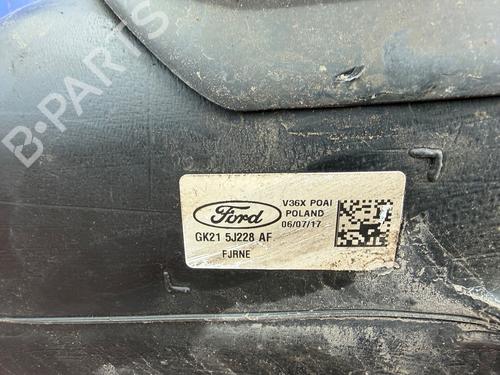 B-PARTS
Ford
V36X POAI
POLAND
06/07/17
GK21 5J228 AF
FJRNE